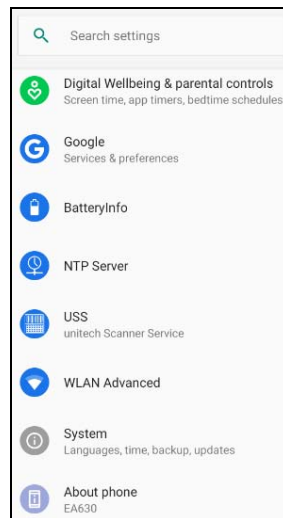 Search settings
Digital Wellbeing & parental controls
Screen time, app timers, bedtime schedules
Google
Services & preferences
BatteryInfo
NTP Server
USS
unitech Scanner Service
WLAN Advanced
System
Languages, time, backup, updates
About phone
EA630